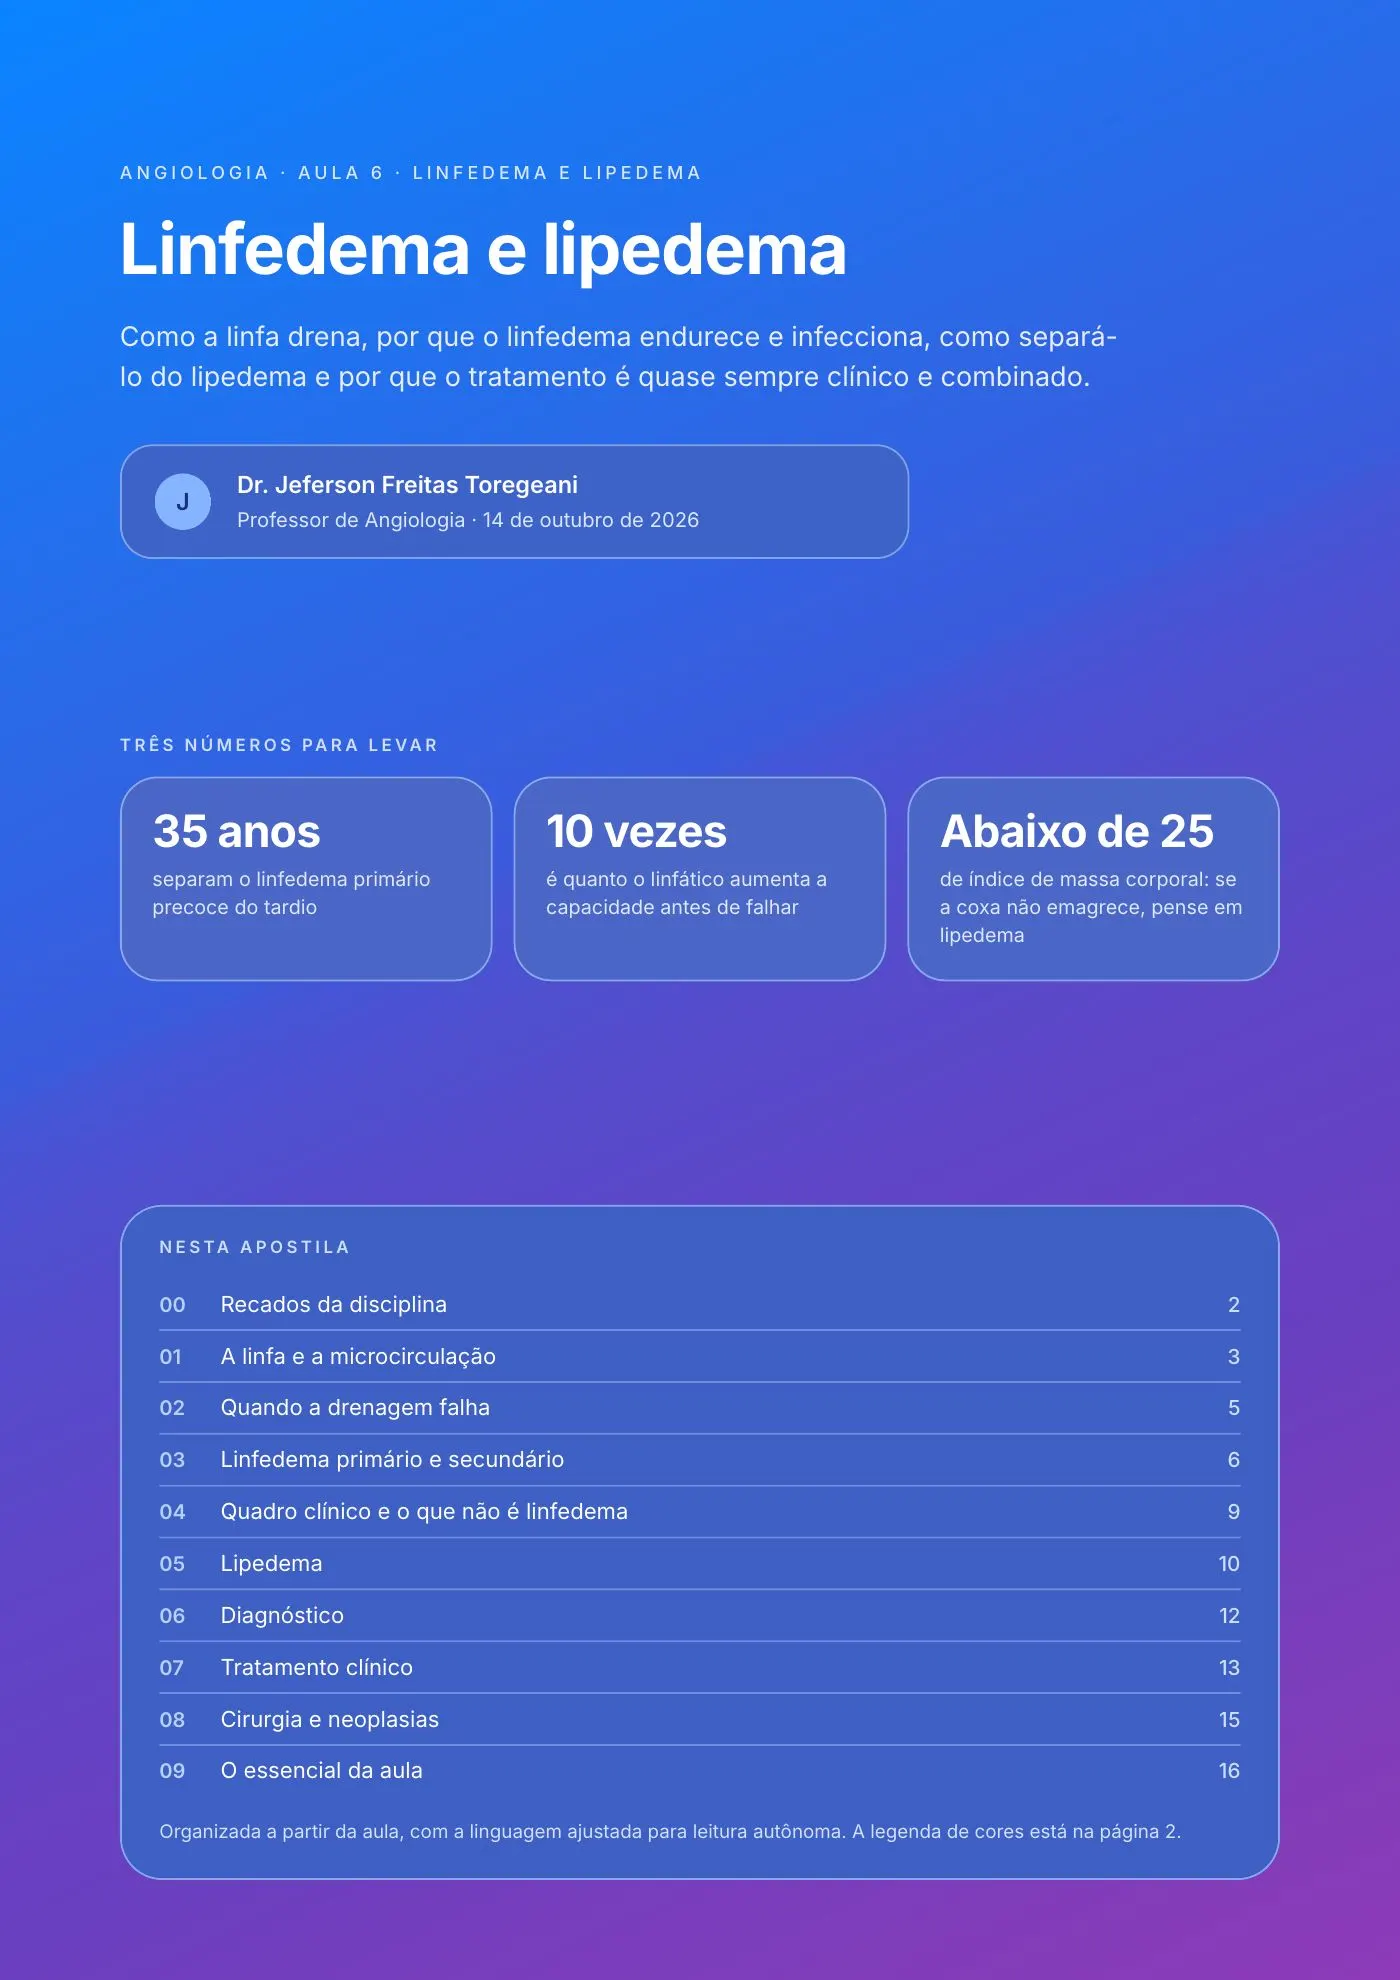 ANGIOLOGIA · AULA 6 · LINFEDEMA E LIPEDEMA
Linfedema e lipedema
Como a linfa drena, por que o linfedema endurece e infecciona, como separá-
lo do lipedema e por que o tratamento é quase sempre clínico e combinado.
J
Dr. Jeferson Freitas Toregeani
Professor de Angiologia · 14 de outubro de 2026
TRÊS NÚMEROS PARA LEVAR
35 anos
separam o linfedema primário
precoce do tardio
10 vezes
é quanto o linfático aumenta a
capacidade antes de falhar
Abaixo de 25
de índice de massa corporal: se
a coxa não emagrece, pense em
lipedema
NESTA APOSTILA
00 Recados da disciplina 2
01 A linfa e a microcirculação 3
02 Quando a drenagem falha 5
03 Linfedema primário e secundário 6
04 Quadro clínico e o que não é linfedema 9
05 Lipedema 10
06 Diagnóstico 12
07 Tratamento clínico 13
08 Cirurgia e neoplasias 15
09 O essencial da aula 16
Organizada a partir da aula, com a linguagem ajustada para leitura autônoma. A legenda de cores está na página 2.